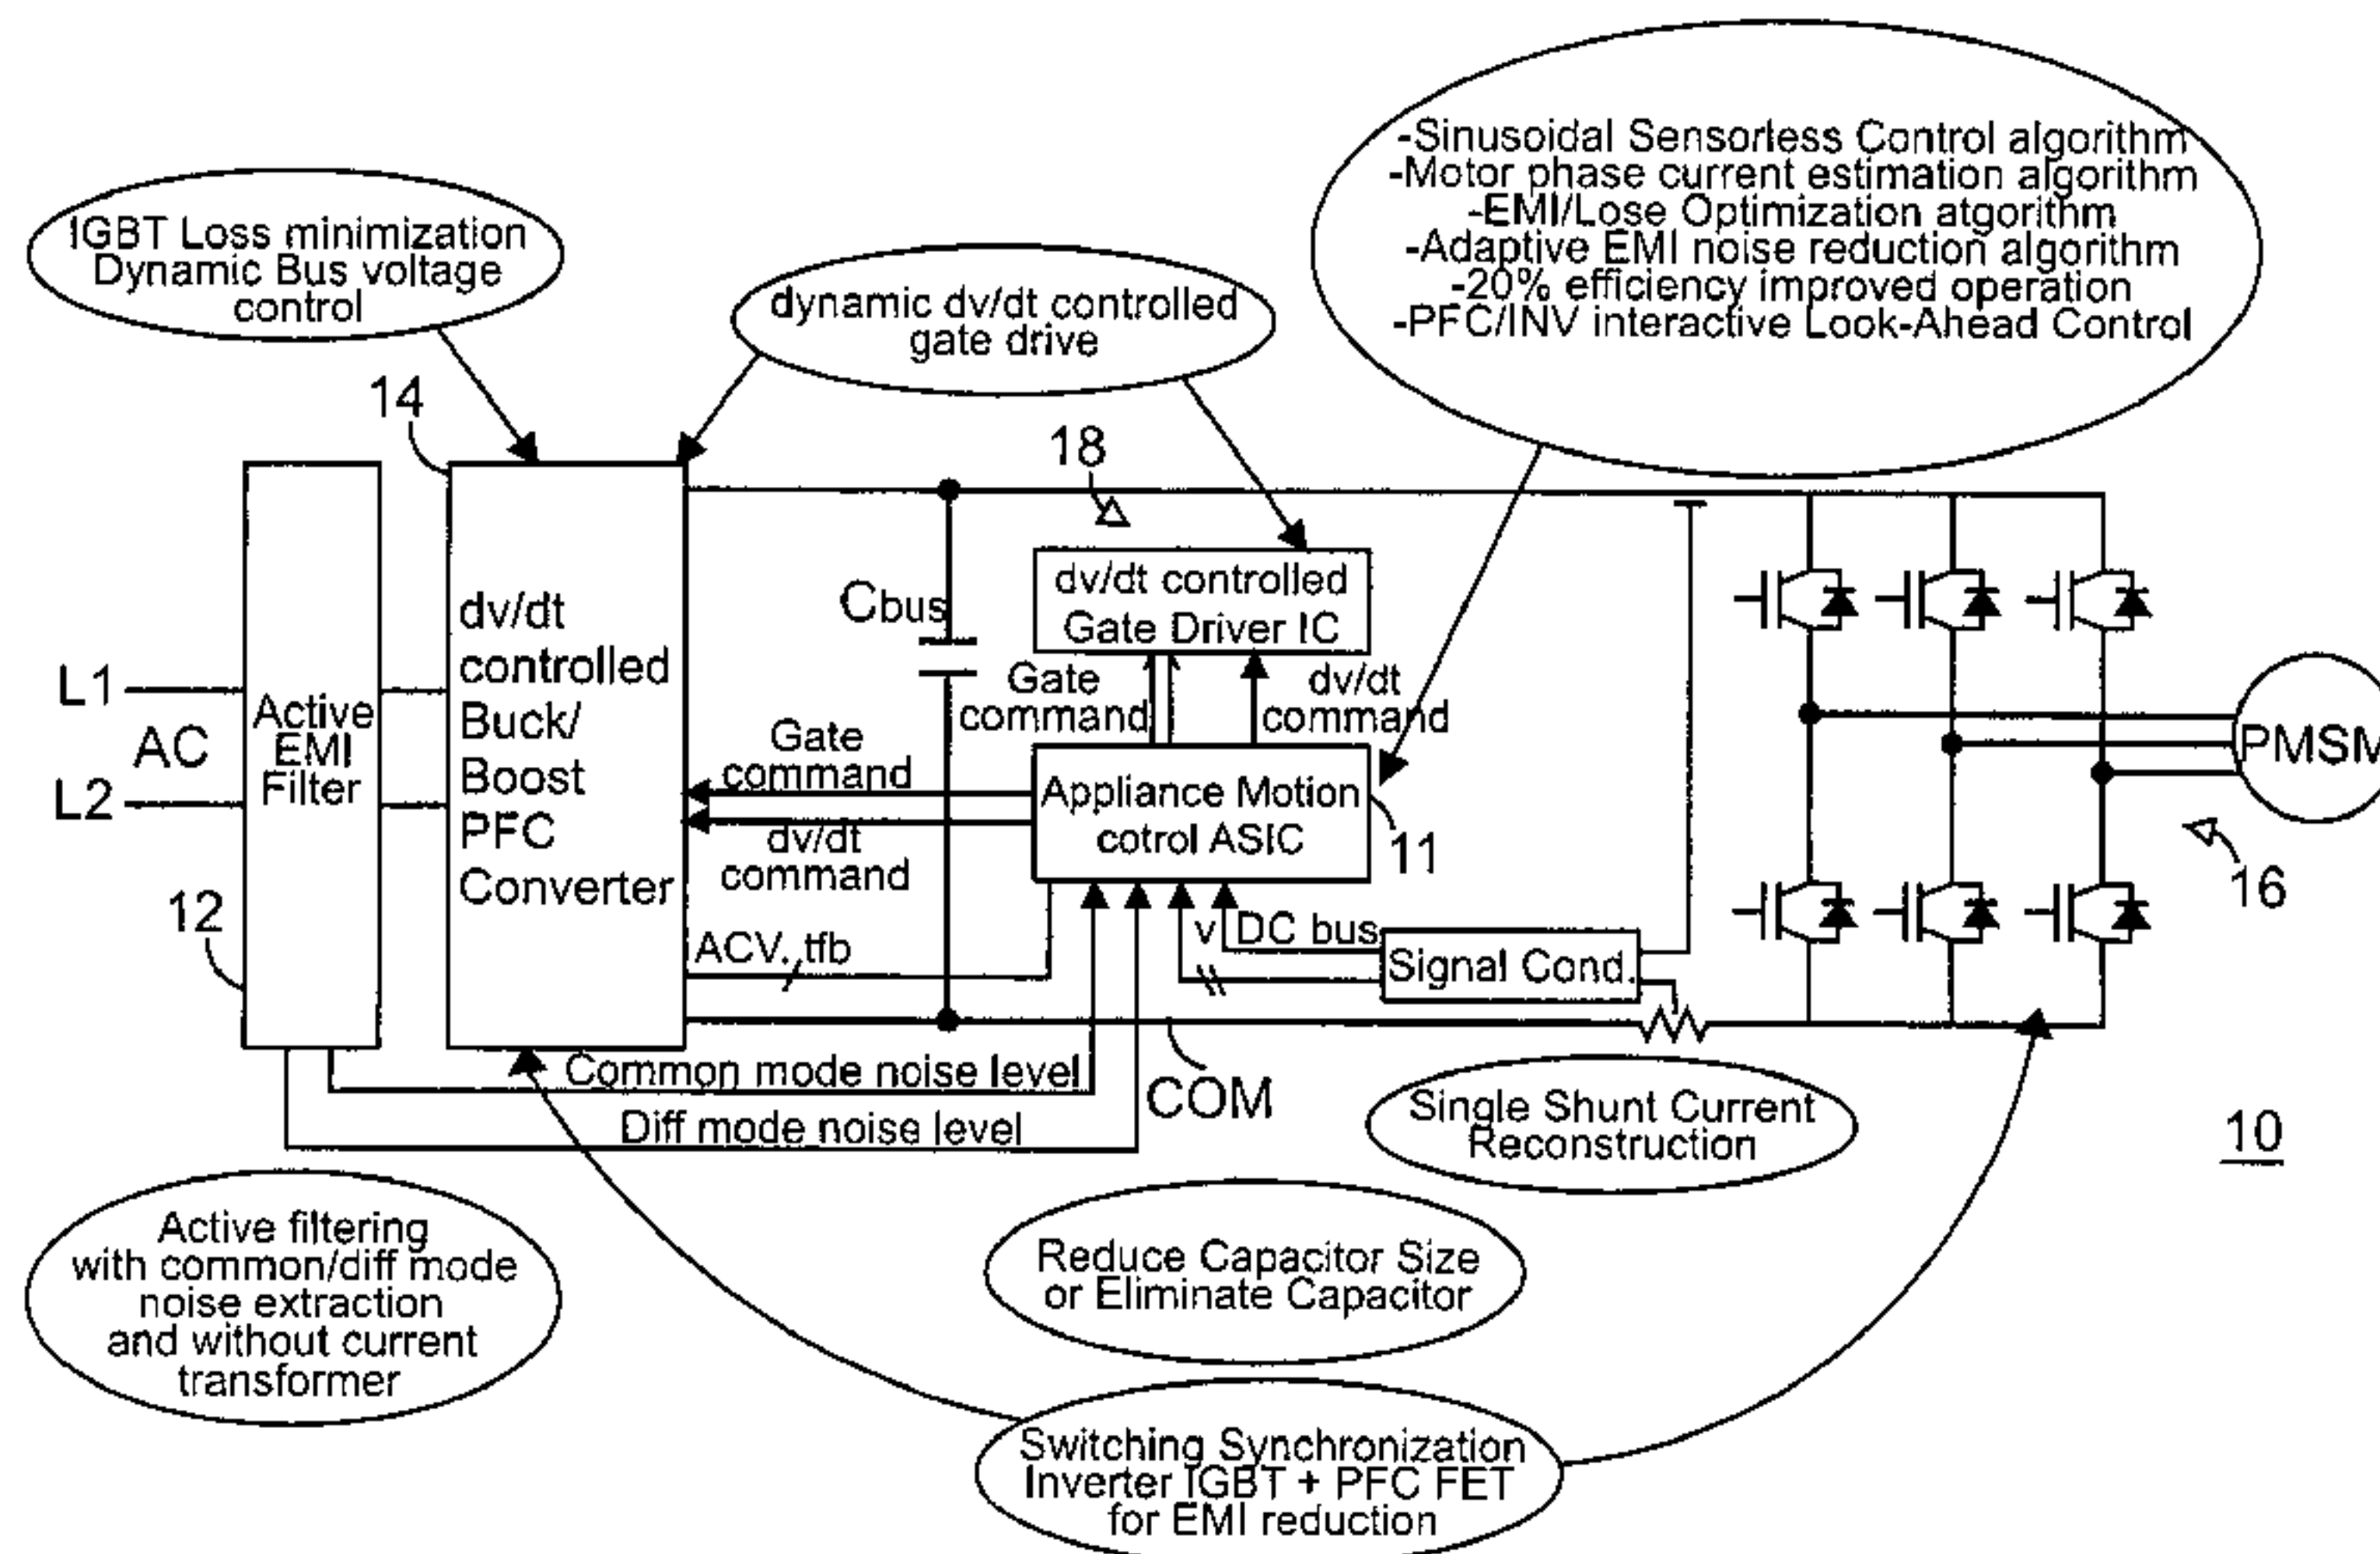 -Sinusoidal Sensorless Control algorithm
-Motor phase current estimation algorithm
-EMI/Lose Optimization atgorithm
-Adaptive EMI noise reduction algorithm
-20% efficiency improved operation
-PFC/INV interactive Look-Ahead Control
IGBT Loss minimization
Dynamic Bus voltage
control
dynamic dv/dt controlled
gate drive
14
18
dv/dt
controlled
Buck/
Boost
PFC
Converter
Cbus
dv/dt controlled
Gate Driver IC
Gate
command
dv/dt
command
L1
AC
L2
Active
EMI
Filter
Gate
command
dv/dt
command
Appliance Motion
cotrol ASIC
11
PMSM
16
12
ACV. tfb
v
DC bus
Signal Cond.
Common mode noise level
Diff mode noise level
COM
Single Shunt Current
Reconstruction
10
Active filtering
with common/diff mode
noise extraction
and without current
transformer
Reduce Capacitor Size
or Eliminate Capacitor
Switching Synchronization
Inverter IGBT + PFC FET
for EMI reduction